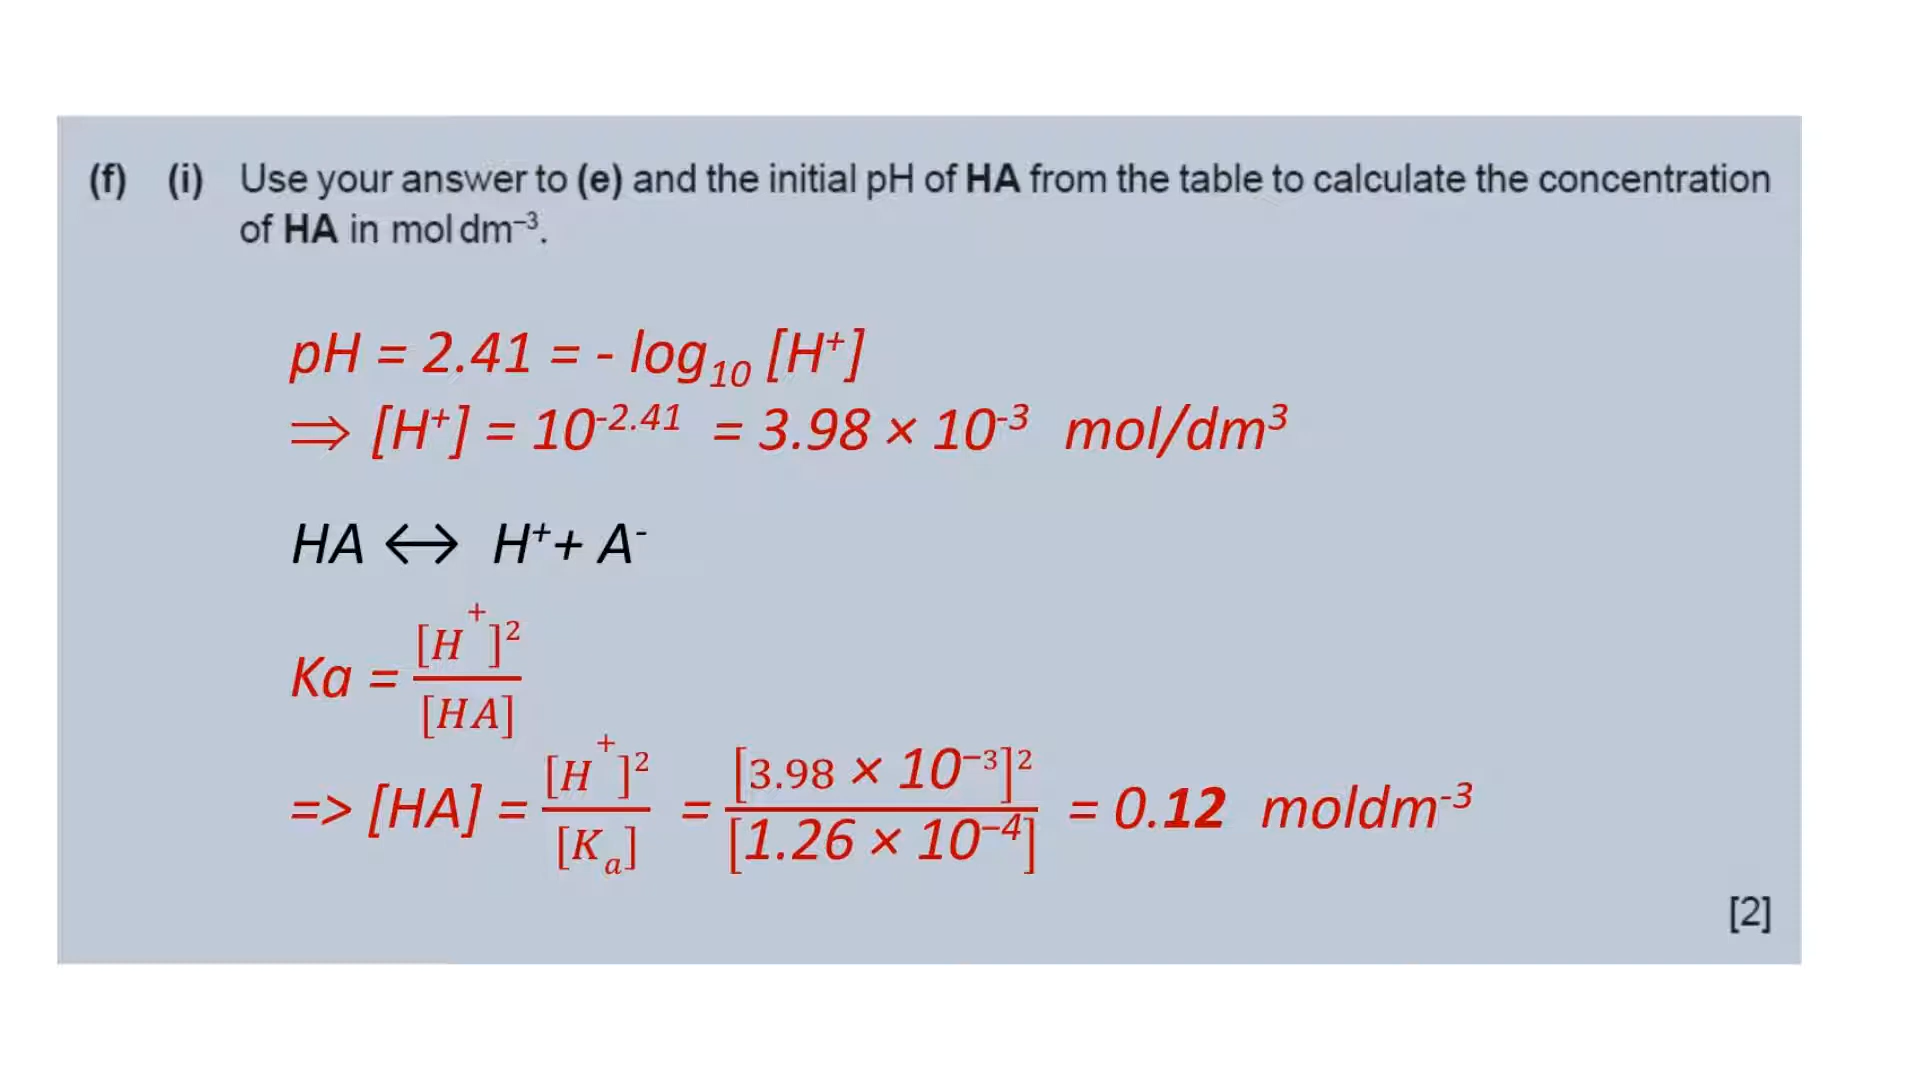 (f) (i) Use your answer to (e) and the initial pH of HA from the table to calculate the concentration
of HA in mol dm⁻³.
pH = 2.41 = - log₁₀ [H⁺]
⇒ [H⁺] = 10⁻²·⁴¹ = 3.98 × 10⁻³ mol/dm³
HA ↔ H⁺+ A⁻
Ka = [H⁺]² / [HA]
=> [HA] = [H⁺]² / [Kₐ] = [3.98 × 10⁻³]² / [1.26 × 10⁻⁴] = 0.12 moldm⁻³
[2]